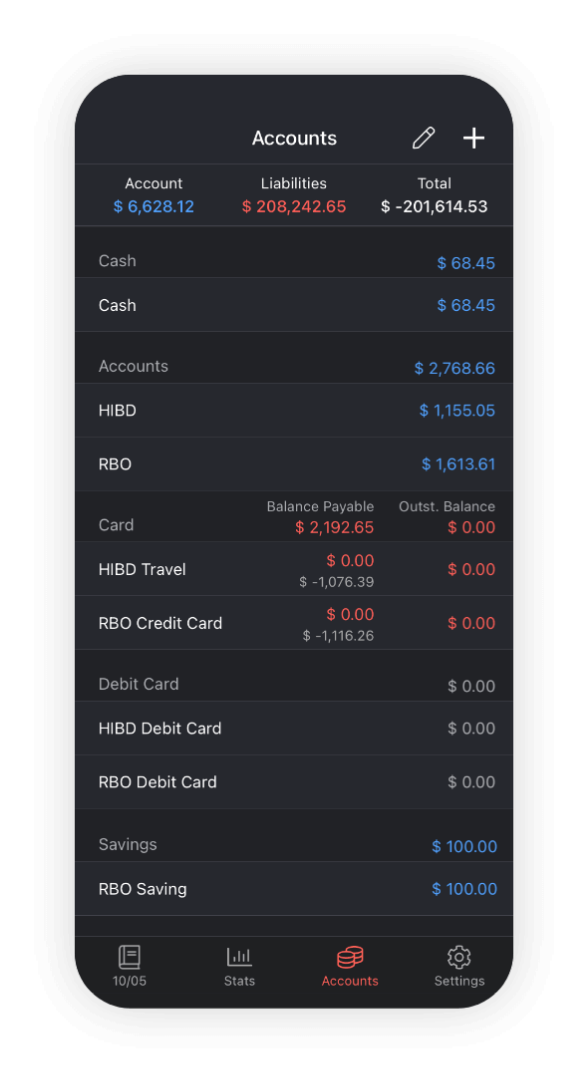 Accounts
Account Liabilities Total
$ 6,628.12 $ 208,242.65 $ -201,614.53
Cash $ 68.45
Cash $ 68.45
Accounts $ 2,768.66
HIBD $ 1,155.05
RBO $ 1,613.61
Balance Payable Outst. Balance
Card $ 2,192.65 $ 0.00
HIBD Travel $ 0.00 $ 0.00
$ -1,076.39
RBO Credit Card $ 0.00 $ 0.00
$ -1,116.26
Debit Card $ 0.00
HIBD Debit Card $ 0.00
RBO Debit Card $ 0.00
Savings $ 100.00
RBO Saving $ 100.00
10/05 Stats Accounts Settings